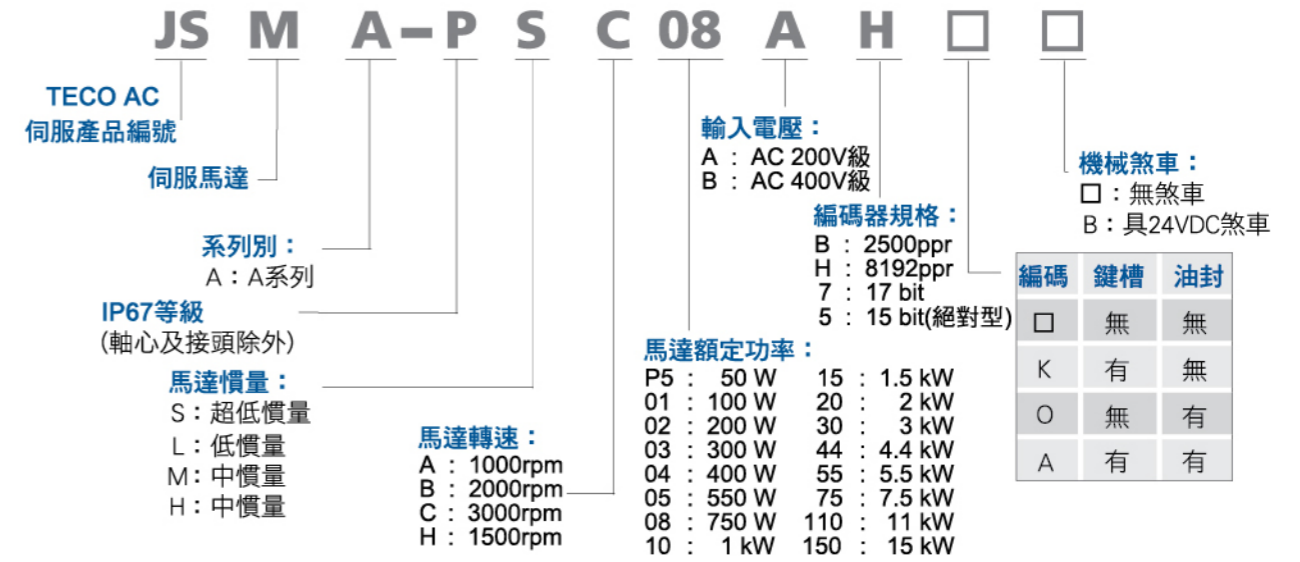 JS M A-P S C 08 A H □ □
TECO AC
伺服產品編號
伺服馬達
系列別：
A：A系列
IP67等級
(軸心及接頭除外)
馬達慣量：
S：超低慣量
L：低慣量
M：中慣量
H：中慣量
馬達轉速：
A : 1000rpm
B : 2000rpm
C : 3000rpm
H : 1500rpm
馬達額定功率：
P5 : 50 W 15 : 1.5 kW
01 : 100 W 20 : 2 kW
02 : 200 W 30 : 3 kW
03 : 300 W 44 : 4.4 kW
04 : 400 W 55 : 5.5 kW
05 : 550 W 75 : 7.5 kW
08 : 750 W 110 : 11 kW
10 : 1 kW 150 : 15 kW
輸入電壓：
A : AC 200V級
B : AC 400V級
編碼器規格：
B : 2500ppr
H : 8192ppr
7 : 17 bit
5 : 15 bit(絕對型)
編碼 鍵槽 油封
□ 無 無
K 有 無
O 無 有
A 有 有
機械煞車：
□：無煞車
B：具24VDC煞車